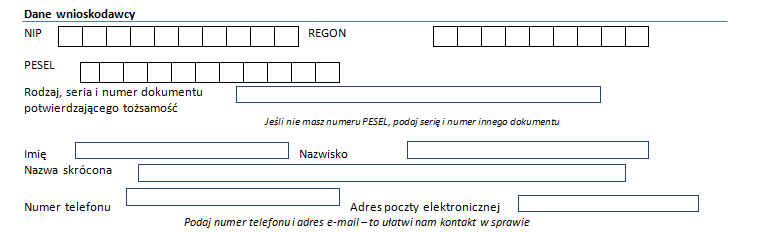 Dane wnioskodawcy
NIP REGON
PESEL
Rodzaj, seria i numer dokumentu
potwierdzającego tożsamość
Jeśli nie masz numeru PESEL, podaj serię i numer innego dokumentu
Imię Nazwisko
Nazwa skrócona
Numer telefonu Adres poczty elektronicznej
Podaj numer telefonu i adres e-mail – to ułatwi nam kontakt w sprawie